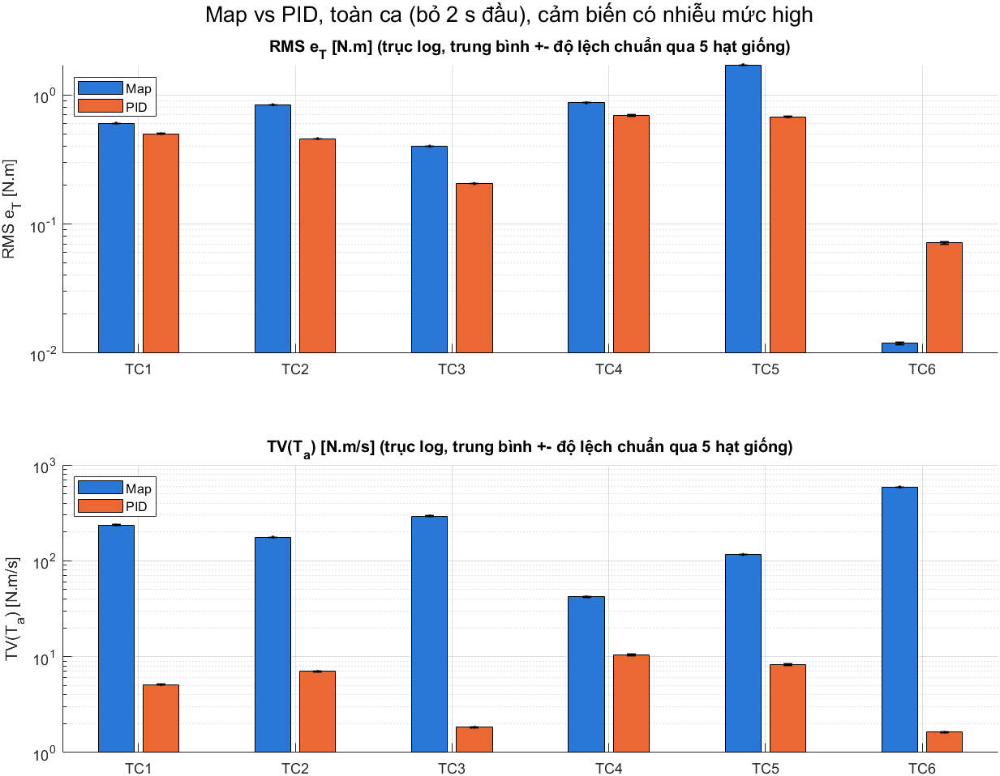 Map vs PID, toàn ca (bỏ 2 s đầu), cảm biến có nhiễu mức high
RMS e_T [N.m] (trục log, trung bình +- độ lệch chuẩn qua 5 hạt giống)
Map
PID
RMS e_T [N.m]
10^0
10^-1
10^-2
TC1 TC2 TC3 TC4 TC5 TC6
TV(T_a) [N.m/s] (trục log, trung bình +- độ lệch chuẩn qua 5 hạt giống)
Map
PID
TV(T_a) [N.m/s]
10^3
10^2
10^1
10^0
TC1 TC2 TC3 TC4 TC5 TC6